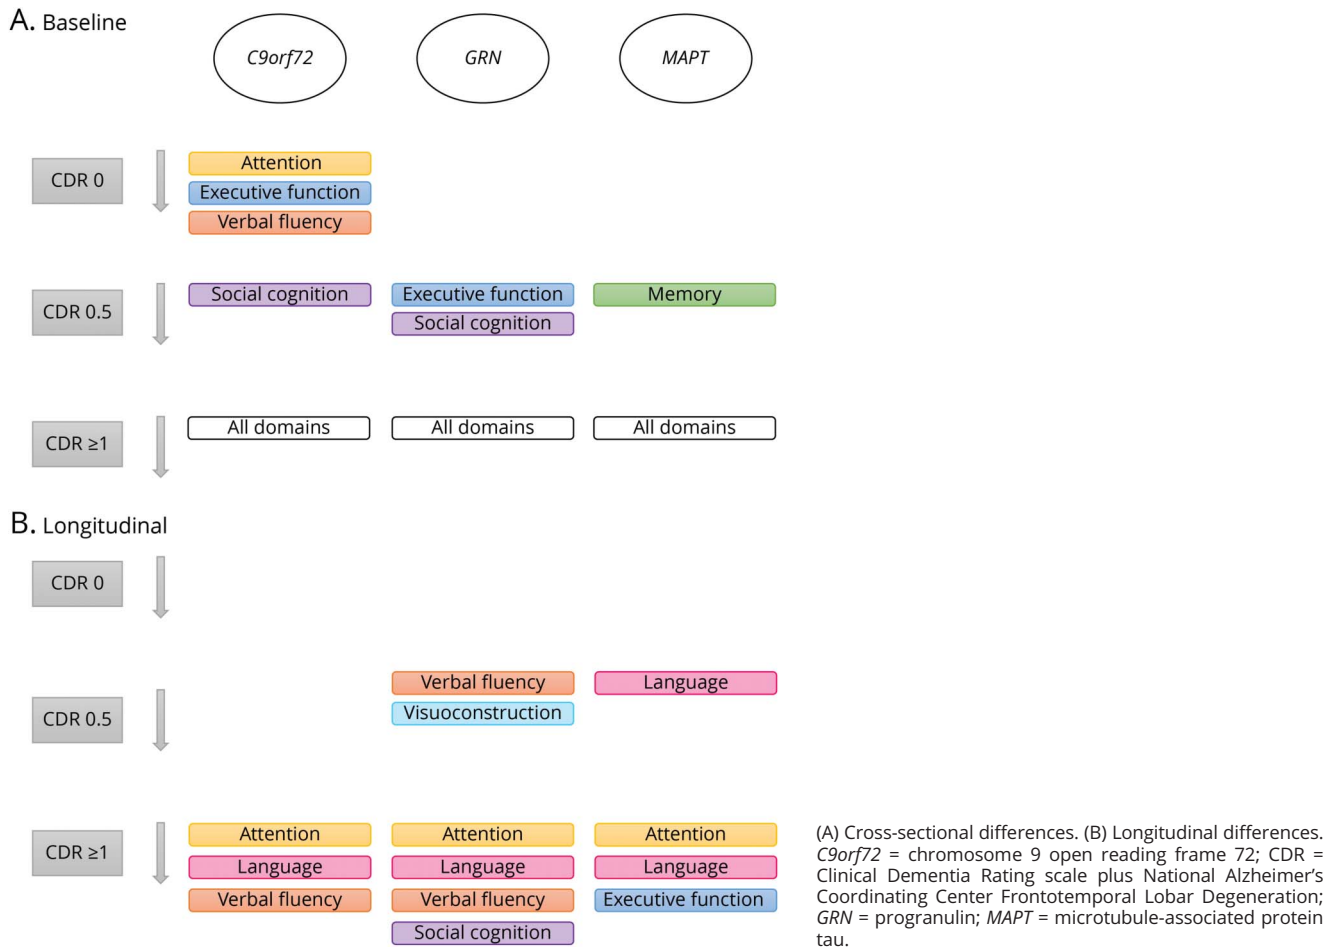 A. Baseline
C9orf72 GRN MAPT
CDR 0
Attention
Executive function
Verbal fluency
CDR 0.5
Social cognition Executive function Memory
Social cognition
CDR ≥1
All domains All domains All domains
B. Longitudinal
CDR 0
CDR 0.5
Verbal fluency Language
Visuoconstruction
CDR ≥1
Attention Attention Attention
Language Language Language
Verbal fluency Verbal fluency Executive function
Social cognition
(A) Cross-sectional differences. (B) Longitudinal differences.
C9orf72 = chromosome 9 open reading frame 72; CDR =
Clinical Dementia Rating scale plus National Alzheimer’s
Coordinating Center Frontotemporal Lobar Degeneration;
GRN = progranulin; MAPT = microtubule-associated protein
tau.